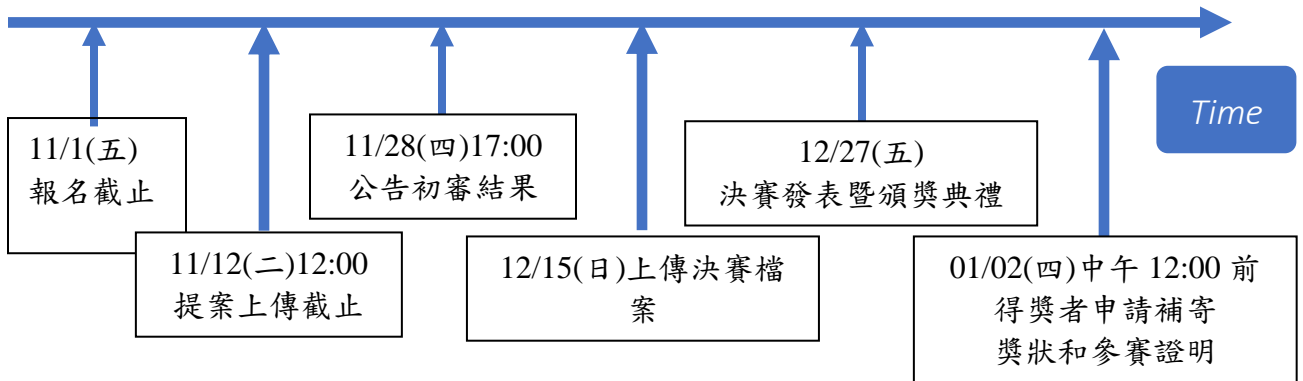 Time
11/1(五)
報名截止
11/12(二)12:00
提案上傳截止
11/28(四)17:00
公告初審結果
12/15(日)上傳決賽檔
案
12/27(五)
決賽發表暨頒獎典禮
01/02(四)中午 12:00 前
得獎者申請補寄
獎狀和參賽證明